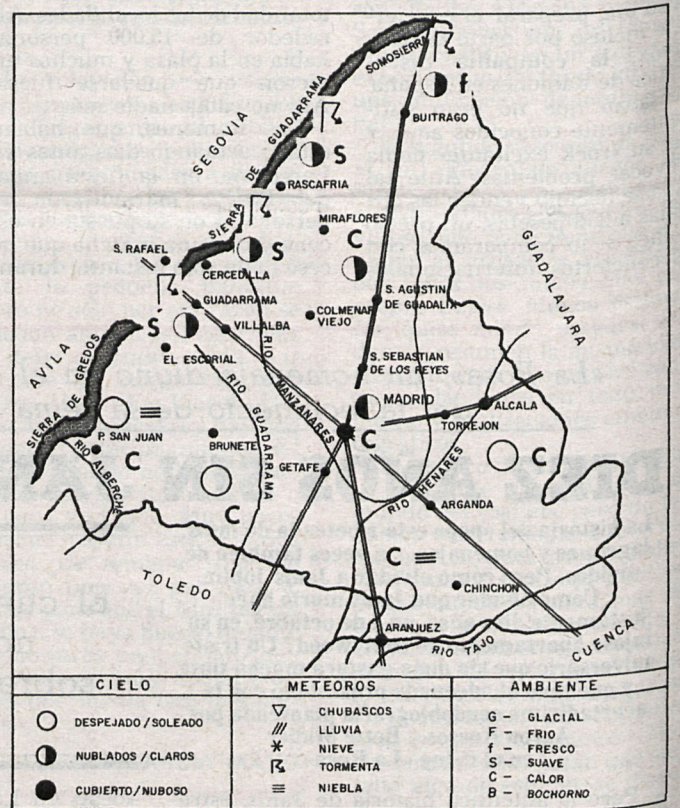 SOMOSIERRA
f
BUITRAGO
SEGOVIA
SIERRA DE GUADARRAMA
S
RASCAFRIA
MIRAFLORES
GUADALAJARA
S
C
S. RAFAEL
CERCEDILLA
S. AGUSTIN
DE GUADALIX
GUADARRAMA
COLMENAR
VIEJO
S
VILLALBA
AVILA
EL ESCORIAL
S. SEBASTIAN
DE LOS REYES
SIERRA DE GREDOS
RIO MANZANARES
RIO GUADARRAMA
MADRID
ALCALA
TORREJON
P. SAN JUAN
C
BRUNETE
C
C
RIO ALBERCHE
GETAFE
RIO HENARES
C
ARGANDA
C
TOLEDO
CHINCHON
ARANJUEZ
RIO TAJO
CUENCA
CIELO
DESPEJADO/SOLEADO
NUBLADOS/CLAROS
CUBIERTO/NUBOSO
METEOROS
CHUBASCOS
LLUVIA
NIEVE
TORMENTA
NIEBLA
AMBIENTE
G - GLACIAL
F - FRIO
f - FRESCO
S - SUAVE
C - CALOR
B - BOCHORNO